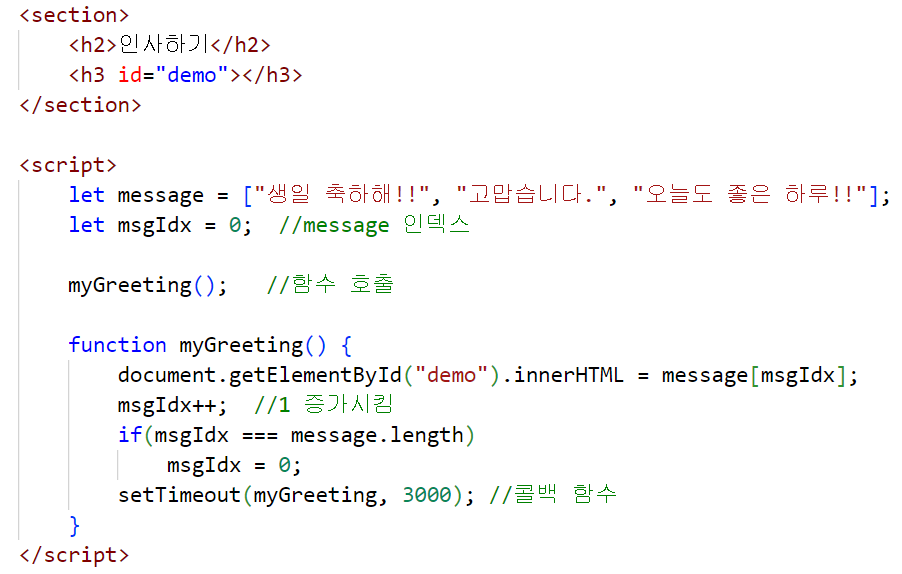 <section>
<h2>인사하기</h2>
<h3 id="demo"></h3>
</section>
<script>
let message = ["생일 축하해!!", "고맙습니다.", "오늘도 좋은 하루!!"];
let msgIdx = 0;  //message 인덱스
myGreeting();   //함수 호출
function myGreeting() {
document.getElementById("demo").innerHTML = message[msgIdx];
msgIdx++;  //1 증가시킴
if(msgIdx === message.length)
msgIdx = 0;
setTimeout(myGreeting, 3000); //콜백 함수
}
</script>